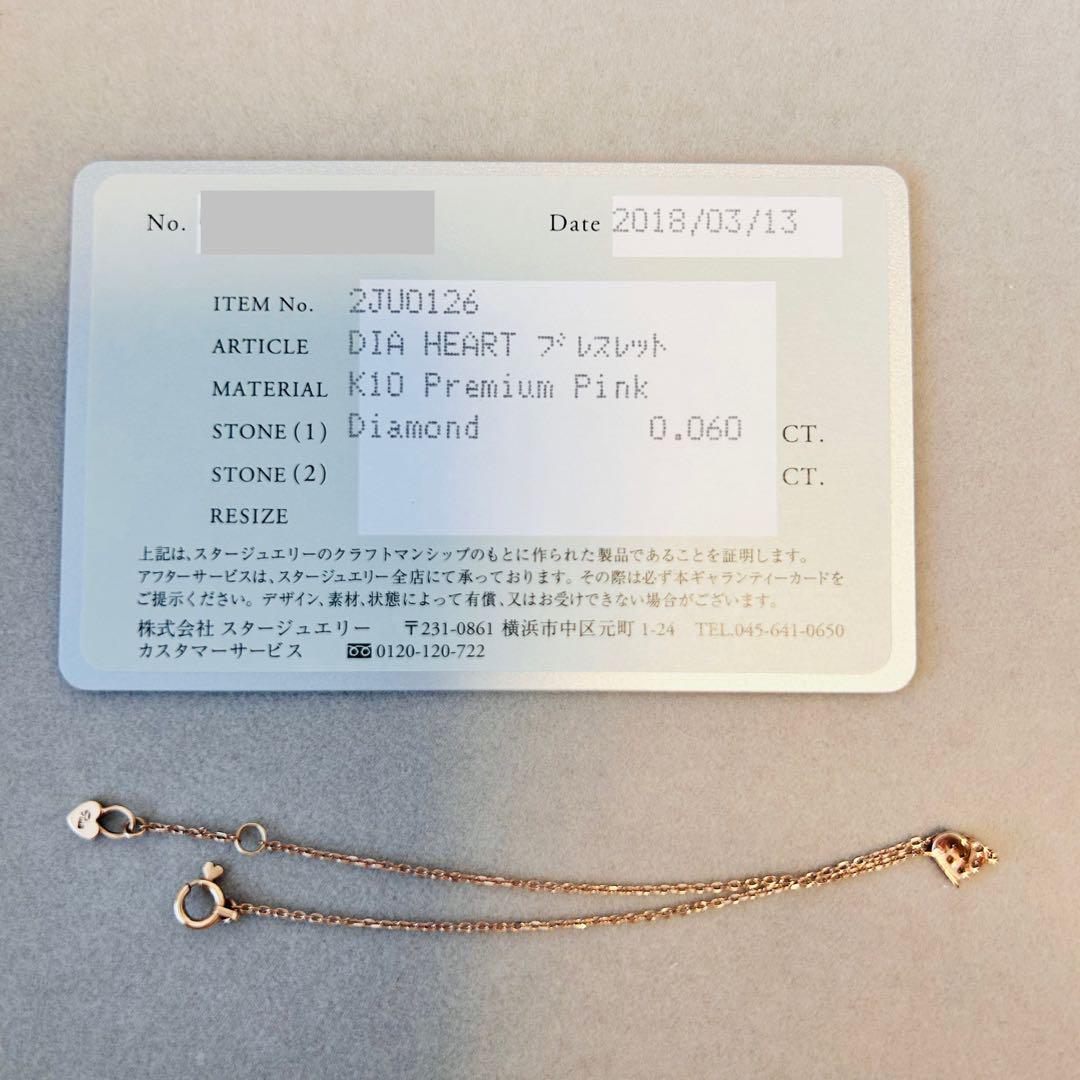 No.
Date 2018/03/13
ITEM No. 2JU0126
ARTICLE DIA HEART ブレスレット
MATERIAL K10 Premium Pink
STONE (1) Diamond 0.060 CT.
STONE (2) CT.
RESIZE
上記は、スタージュエリーのクラフトマンシップのもとに作られた製品であることを証明します。
アフターサービスは、スタージュエリー全店にて承っております。その際は必ず本ギャランティーカードを
ご提示ください。デザイン、素材、状態によって有償、又はお受けできない場合がございます。
株式会社 スタージュエリー 〒231-0861 横浜市中区元町 1-24 TEL.045-641-0650
カスタマーサービス 0120-120-722